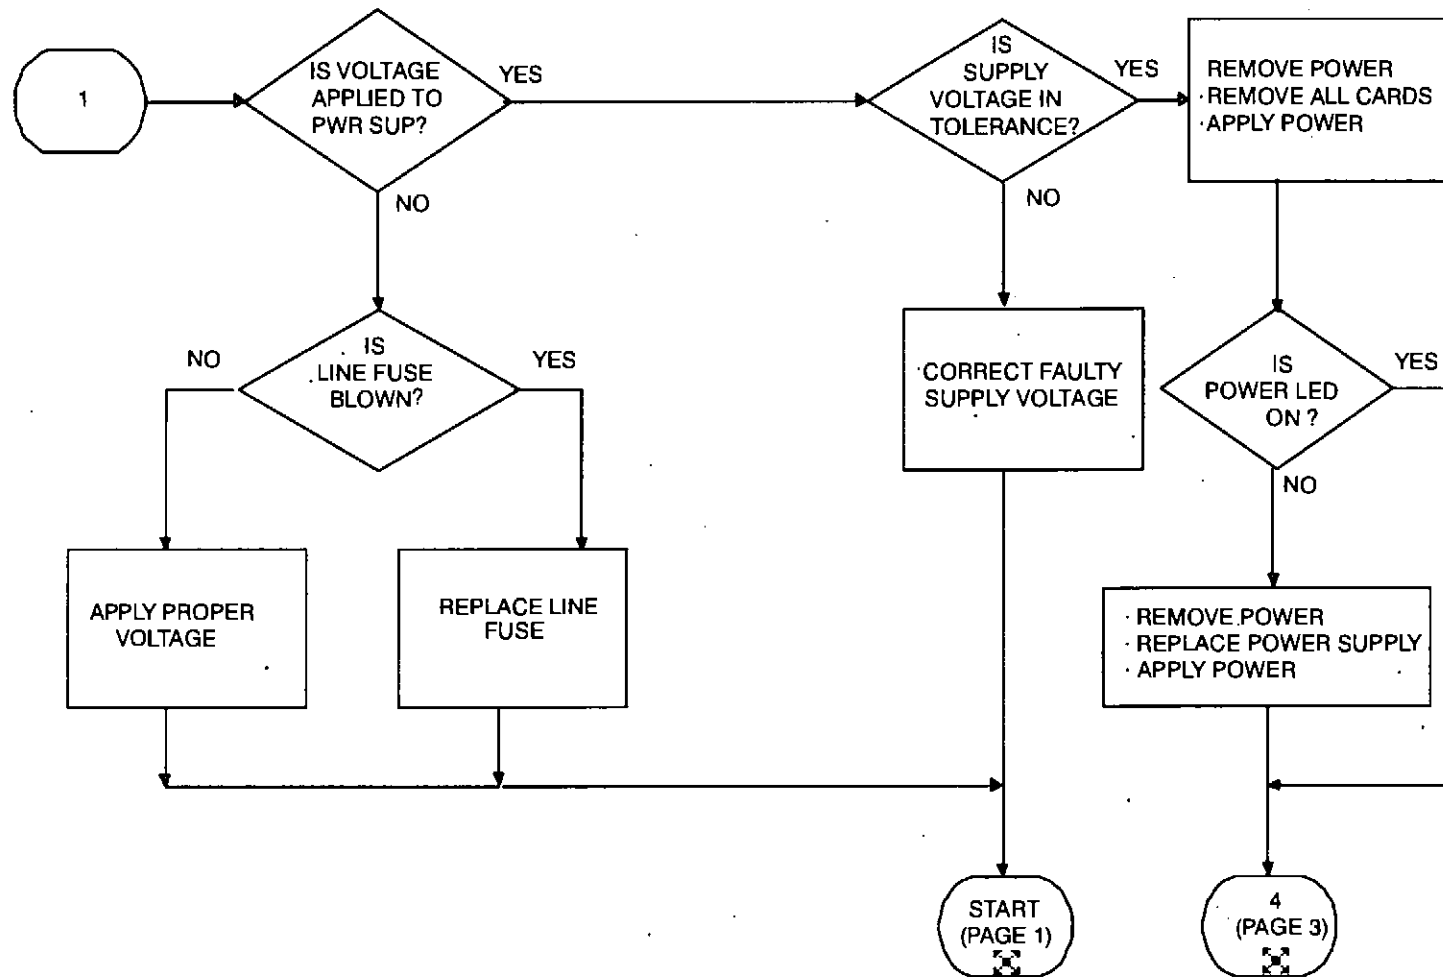 1
IS VOLTAGE
APPLIED TO
PWR SUP?
YES
NO
IS
SUPPLY
VOLTAGE IN
TOLERANCE?
YES
NO
REMOVE POWER
· REMOVE ALL CARDS
· APPLY POWER
IS
LINE FUSE
BLOWN?
NO
YES
CORRECT FAULTY
SUPPLY VOLTAGE
IS
POWER LED
ON ?
YES
NO
APPLY PROPER
VOLTAGE
REPLACE LINE
FUSE
· REMOVE POWER
· REPLACE POWER SUPPLY
· APPLY POWER
START
(PAGE 1)
4
(PAGE 3)